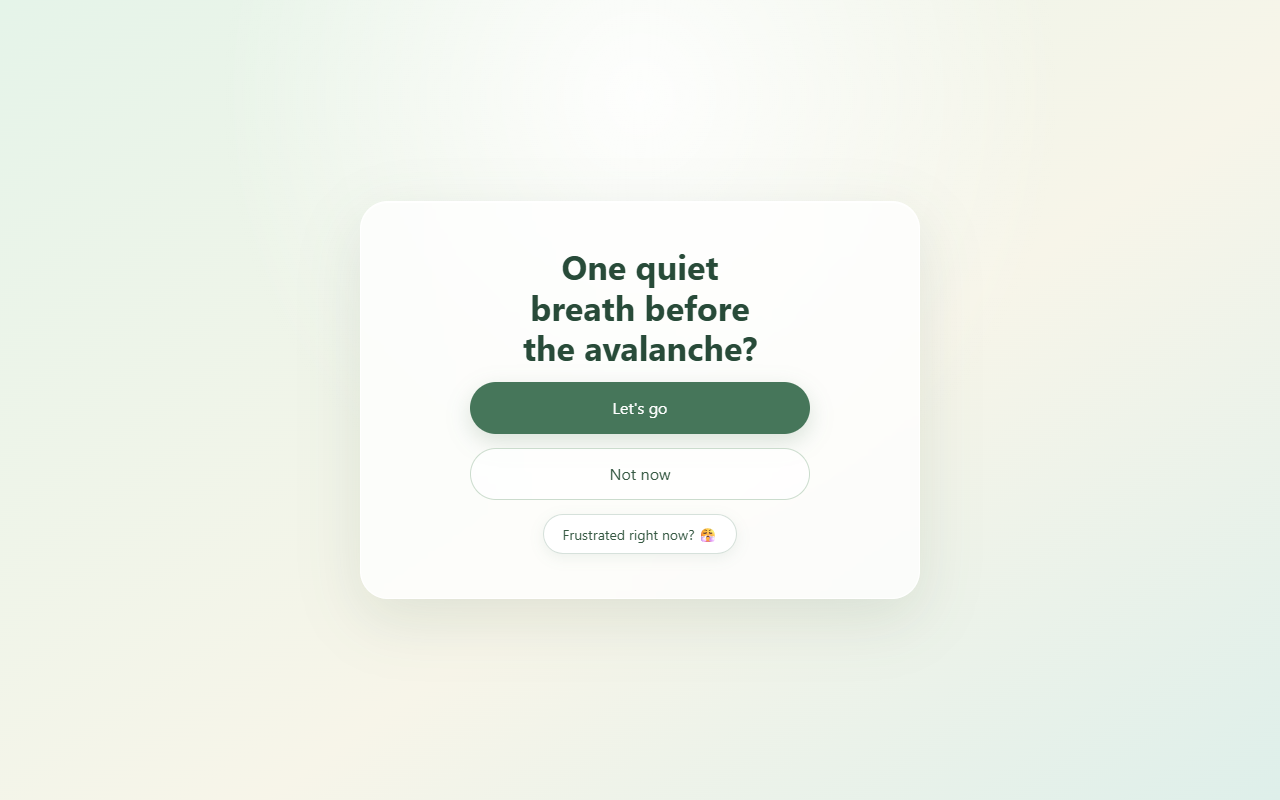 One quiet
breath before
the avalanche?
Let's go
Not now
Frustrated right now? 😤